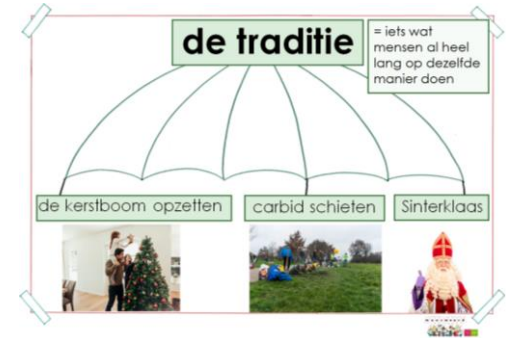 de traditie
= iets wat
mensen al heel
lang op dezelfde
manier doen
de kerstboom opzetten
carbid schieten
Sinterklaas